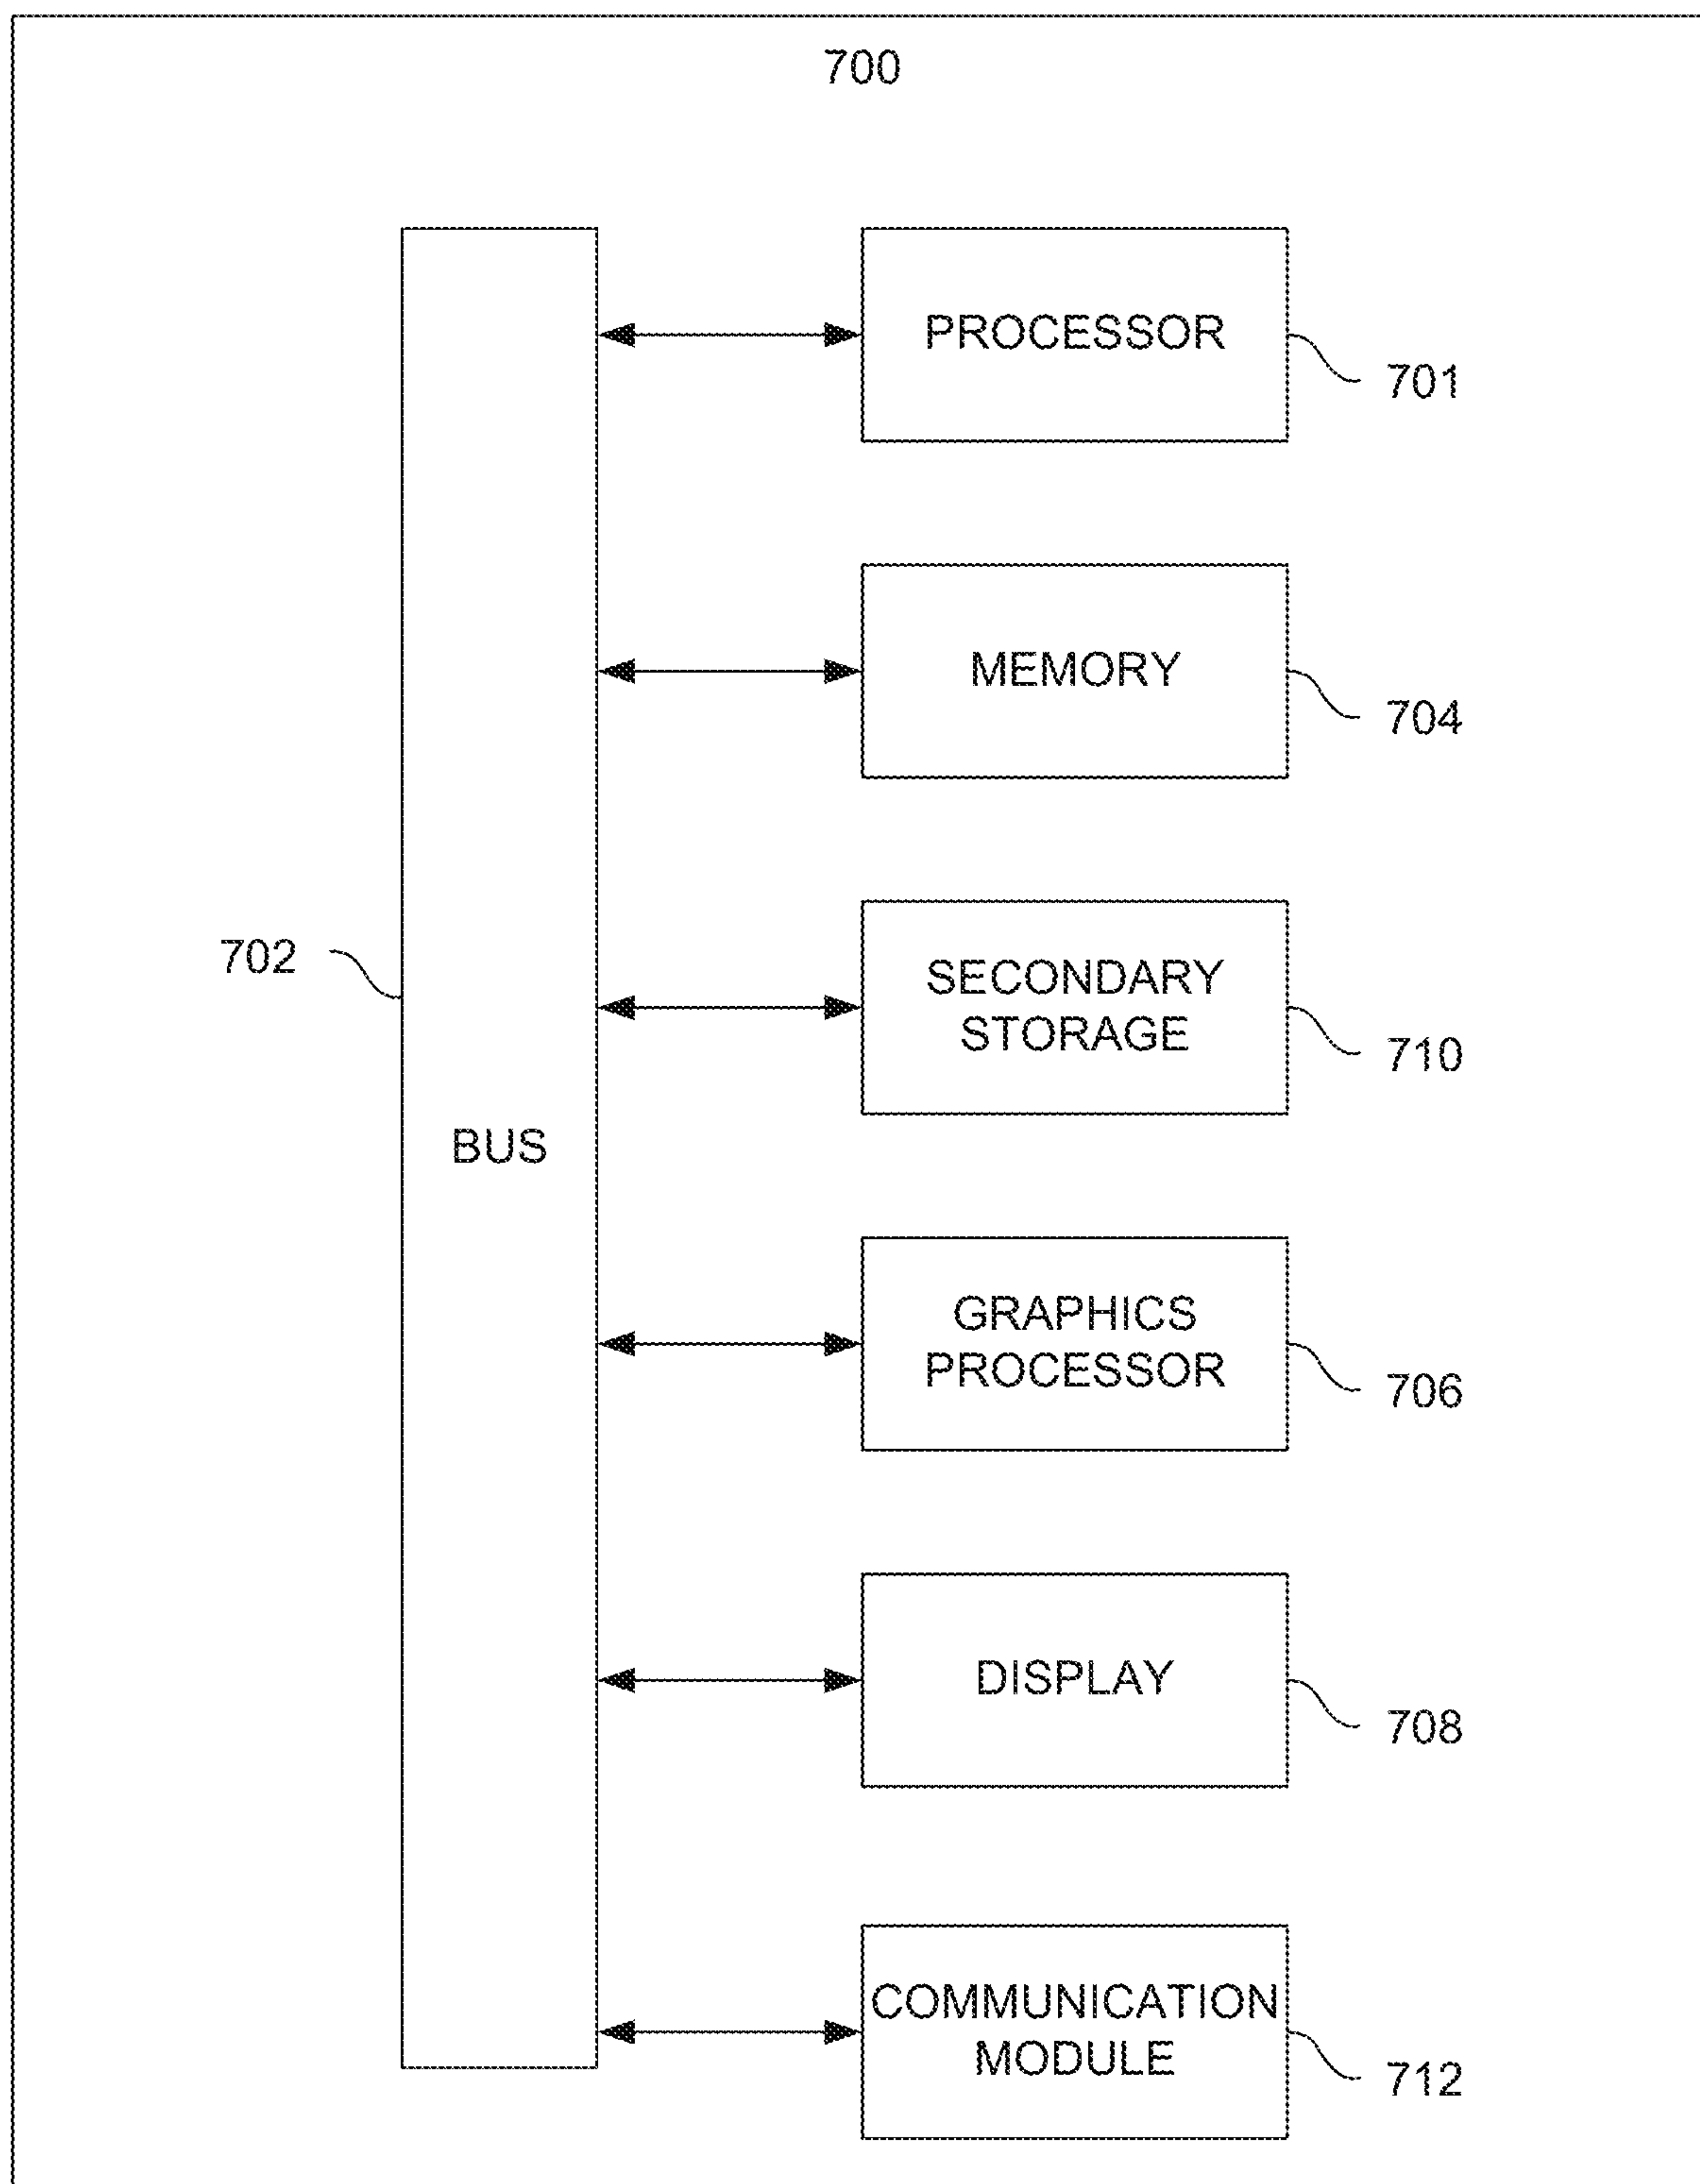 700
PROCESSOR
701
MEMORY
704
702
SECONDARY
STORAGE
710
BUS
GRAPHICS
PROCESSOR
706
DISPLAY
708
COMMUNICATION
MODULE
712